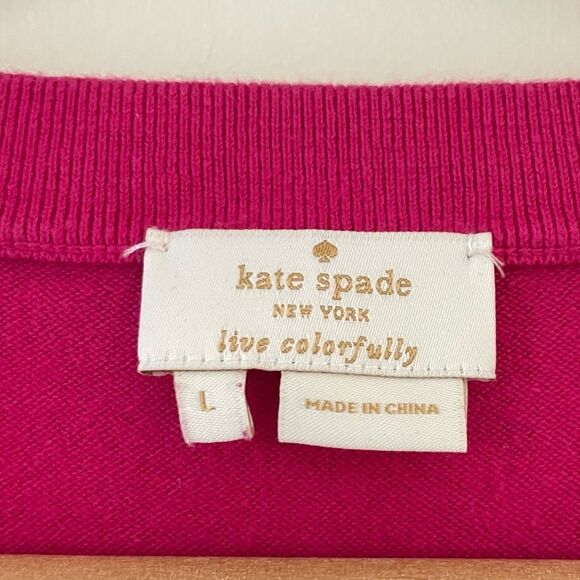 kate spade
NEW YORK
live colorfully
L
MADE IN CHINA